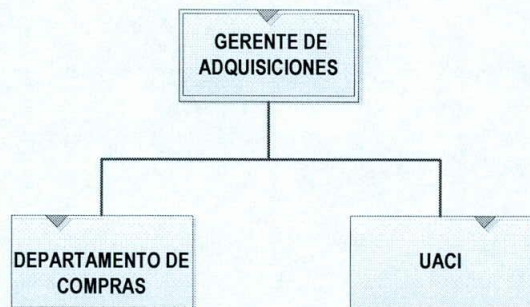 GERENTE DE
ADQUISICIONES
DEPARTAMENTO DE
COMPRAS
UACI